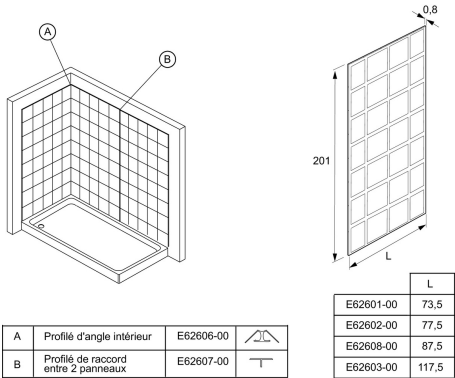 0,8
A
B
201
L
L
E62601-00 73,5
E62602-00 77,5
E62608-00 87,5
E62603-00 117,5
A Profilé d'angle intérieur E62606-00
B Profilé de raccord entre 2 panneaux E62607-00